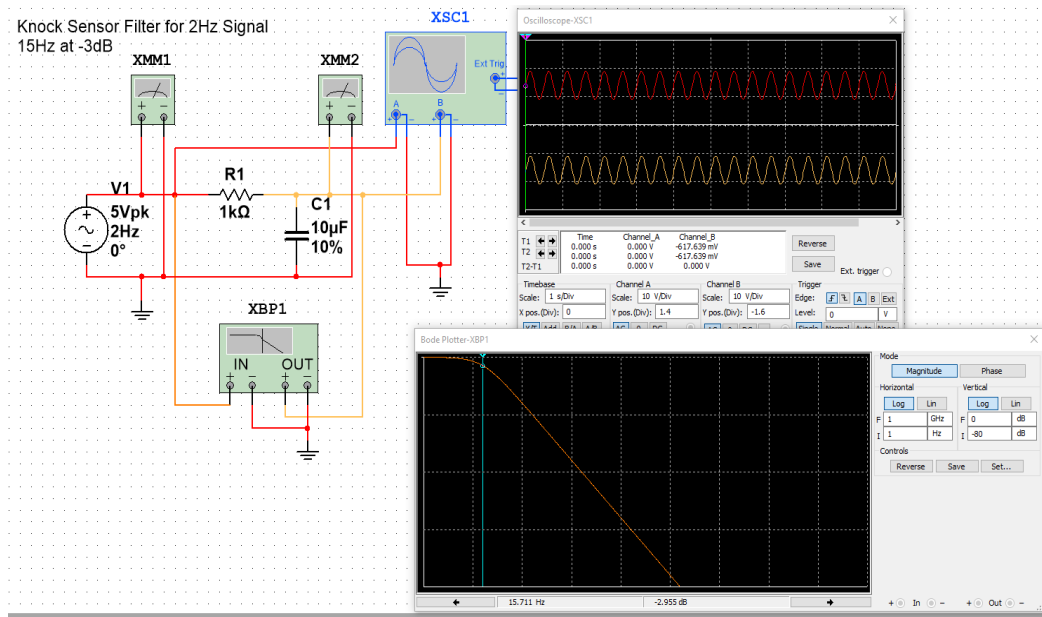 Knock Sensor Filter for 2Hz Signal
15Hz at -3dB
XMM1
XMM2
XSC1
Ext Trig
A
B
V1
5Vpk
2Hz
0°
R1
1kΩ
C1
10µF
10%
XBP1
IN OUT
Oscilloscope-XSC1
Time Channel_A Channel_B
T1 0.000 s 0.000 V -617.639 mV
T2 0.000 s 0.000 V -617.639 mV
T2-T1 0.000 s 0.000 V 0.000 V
Reverse
Save
Ext. trigger
Timebase Channel A Channel B Trigger
Scale: 1 s/Div Scale: 10 V/Div Scale: 10 V/Div Edge: A B Ext
X pos.(Div): 0 Y pos.(Div): 1.4 Y pos.(Div): -1.6 Level: 0 V
Bode Plotter-XBP1
Mode
Magnitude Phase
Horizontal Vertical
Log Lin Log Lin
F 1 GHz F 0 dB
I 1 Hz I -80 dB
Controls
Reverse Save Set...
15.711 Hz -2.955 dB
+ In - + Out -